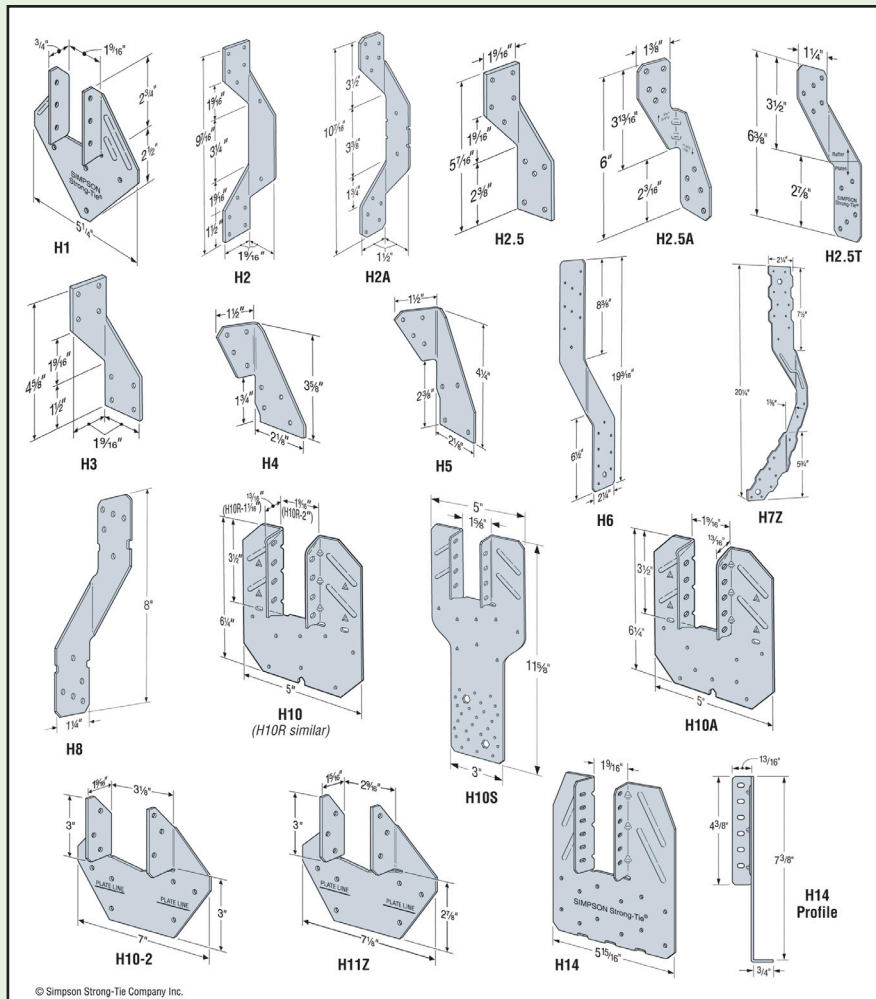 3/4"
1 9/16"
2 3/4"
2 1/2"
SIMPSON
Strong-Tie®
5 1/4"
H1
1 9/16"
9 7/16"
3 1/4"
1 9/16"
1 1/2"
1 9/16"
H2
3 1/2"
10 7/16"
3 3/8"
1 3/4"
1 1/2"
H2A
1 9/16"
1 9/16"
5 7/16"
2 3/8"
H2.5
1 3/8"
3 13/16"
6"
2 3/16"
H2.5A
1 1/4"
3 1/2"
6 3/8"
Rafter
Plates
2 7/8"
SIMPSON
Strong-Tie
H2.5T
4 5/8"
1 9/16"
1 1/2"
1 9/16"
H3
1 1/2"
3 5/8"
1 3/4"
2 1/8"
H4
1 1/2"
4 1/4"
2 3/8"
2 1/8"
H5
8 3/8"
19 3/16"
6 1/2"
2 1/4"
H6
2 1/4"
7 1/2"
20 1/4"
5 3/4"
H7Z
8"
1 1/4"
H8
13/16"
(H10R-1 1/16")
1 9/16"
(H10R-2")
3 1/2"
6 1/4"
5"
H10
(H10R similar)
5"
1 5/8"
11 5/8"
3"
H10S
1 9/16"
13/16"
3 1/2"
6 1/4"
5"
H10A
1 9/16"
3 1/8"
3"
PLATE LINE
PLATE LINE
3"
7"
H10-2
1 5/16"
2 9/16"
3"
PLATE LINE
PLATE LINE
2 7/8"
7 1/8"
H11Z
1 9/16"
SIMPSON Strong-Tie®
5 15/16"
H14
13/16"
4 3/8"
7 3/8"
3/4"
H14
Profile
© Simpson Strong-Tie Company Inc.